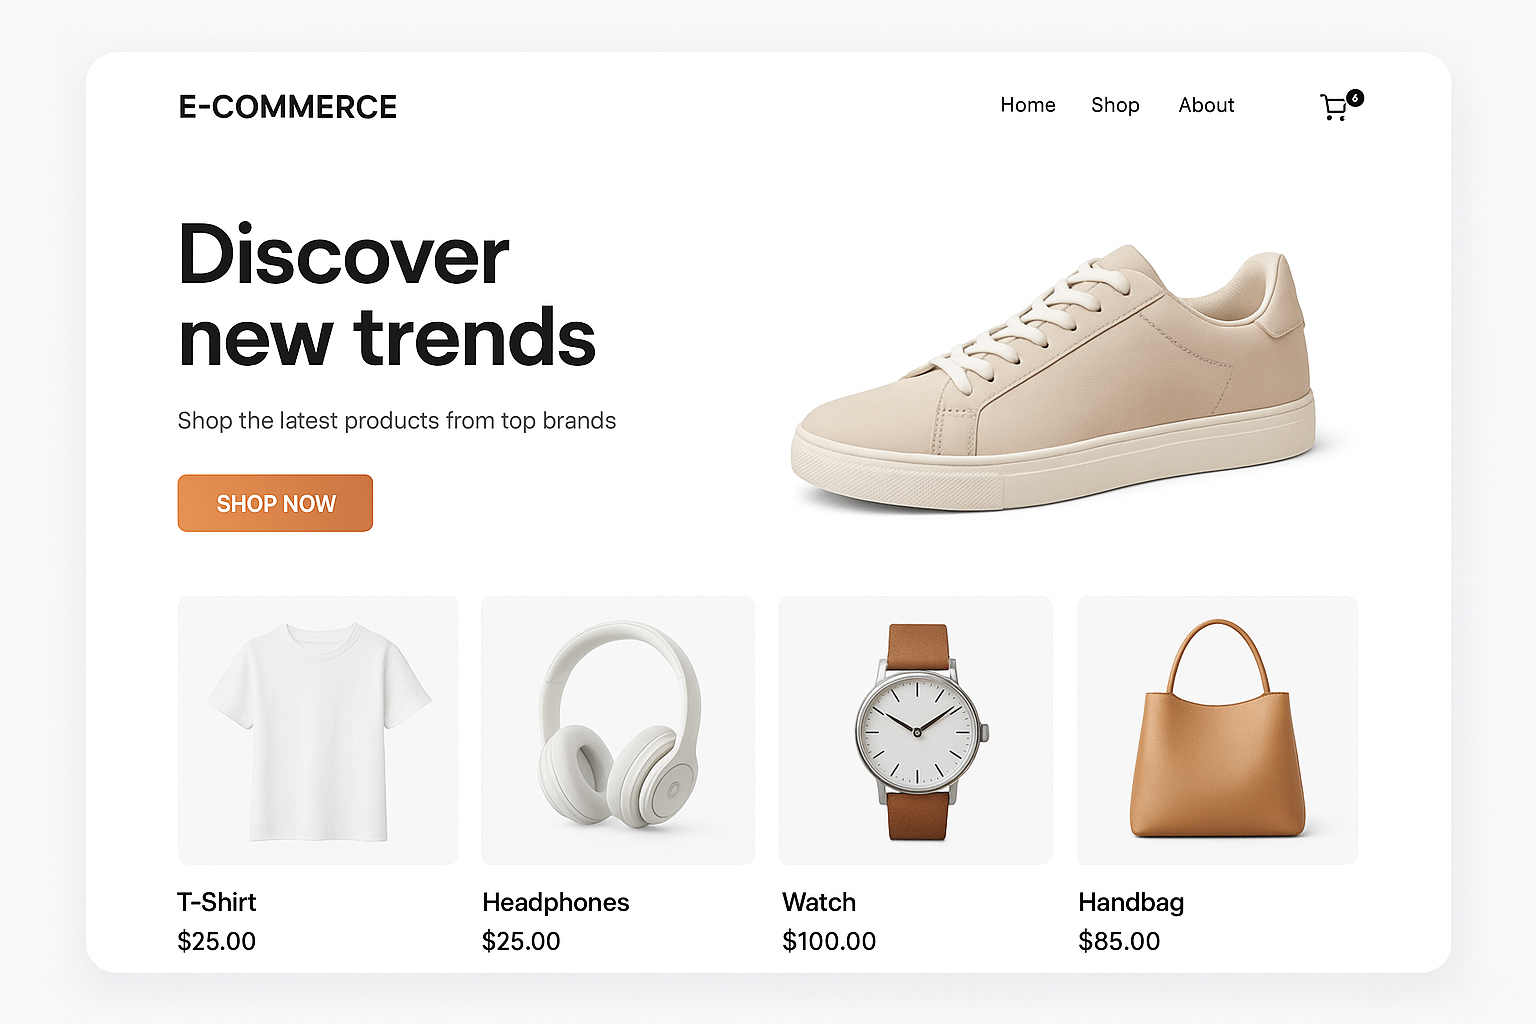 E-COMMERCE
Home Shop About 6
Discover
new trends
Shop the latest products from top brands
SHOP NOW
T-Shirt
$25.00
Headphones
$25.00
Watch
$100.00
Handbag
$85.00